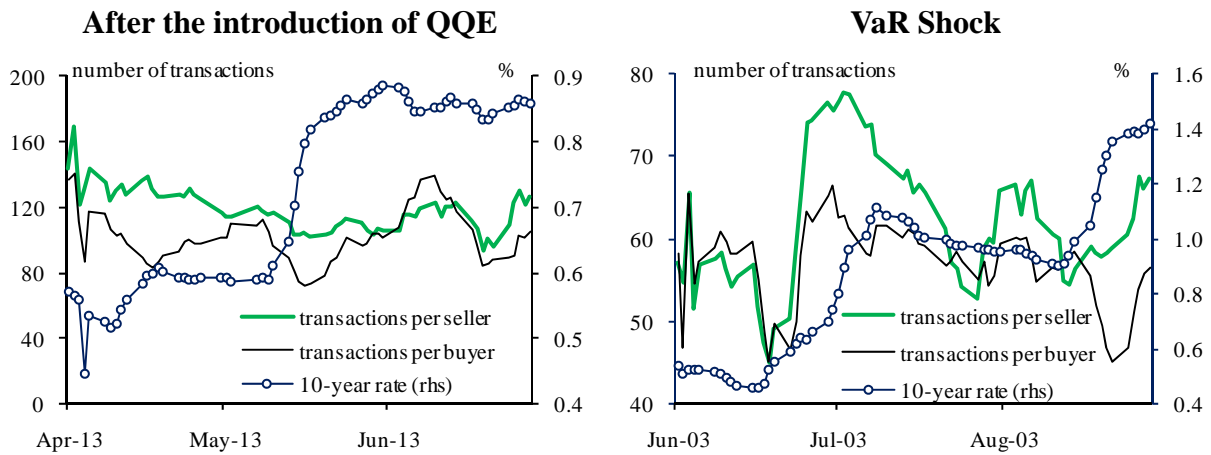 After the introduction of QQE
number of transactions
%
200
160
120
80
40
0
0.9
0.8
0.7
0.6
0.5
0.4
transactions per seller
transactions per buyer
10-year rate (rhs)
Apr-13
May-13
Jun-13
VaR Shock
number of transactions
%
80
70
60
50
40
1.6
1.4
1.2
1.0
0.8
0.6
0.4
transactions per seller
transactions per buyer
10-year rate (rhs)
Jun-03
Jul-03
Aug-03